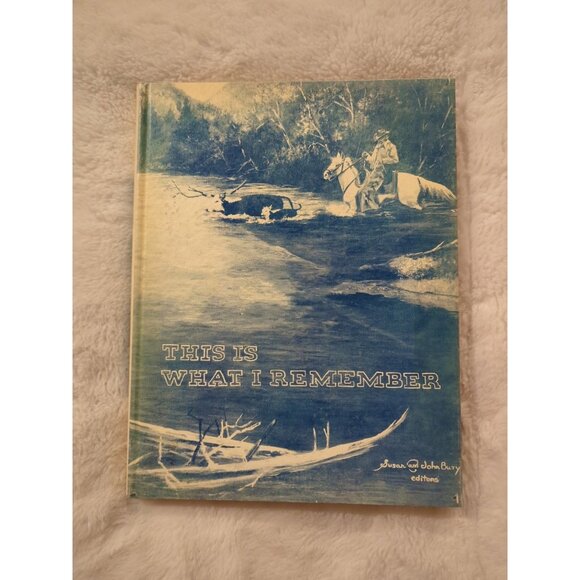 THIS IS
WHAT I REMEMBER
Susan and John Bury
editors